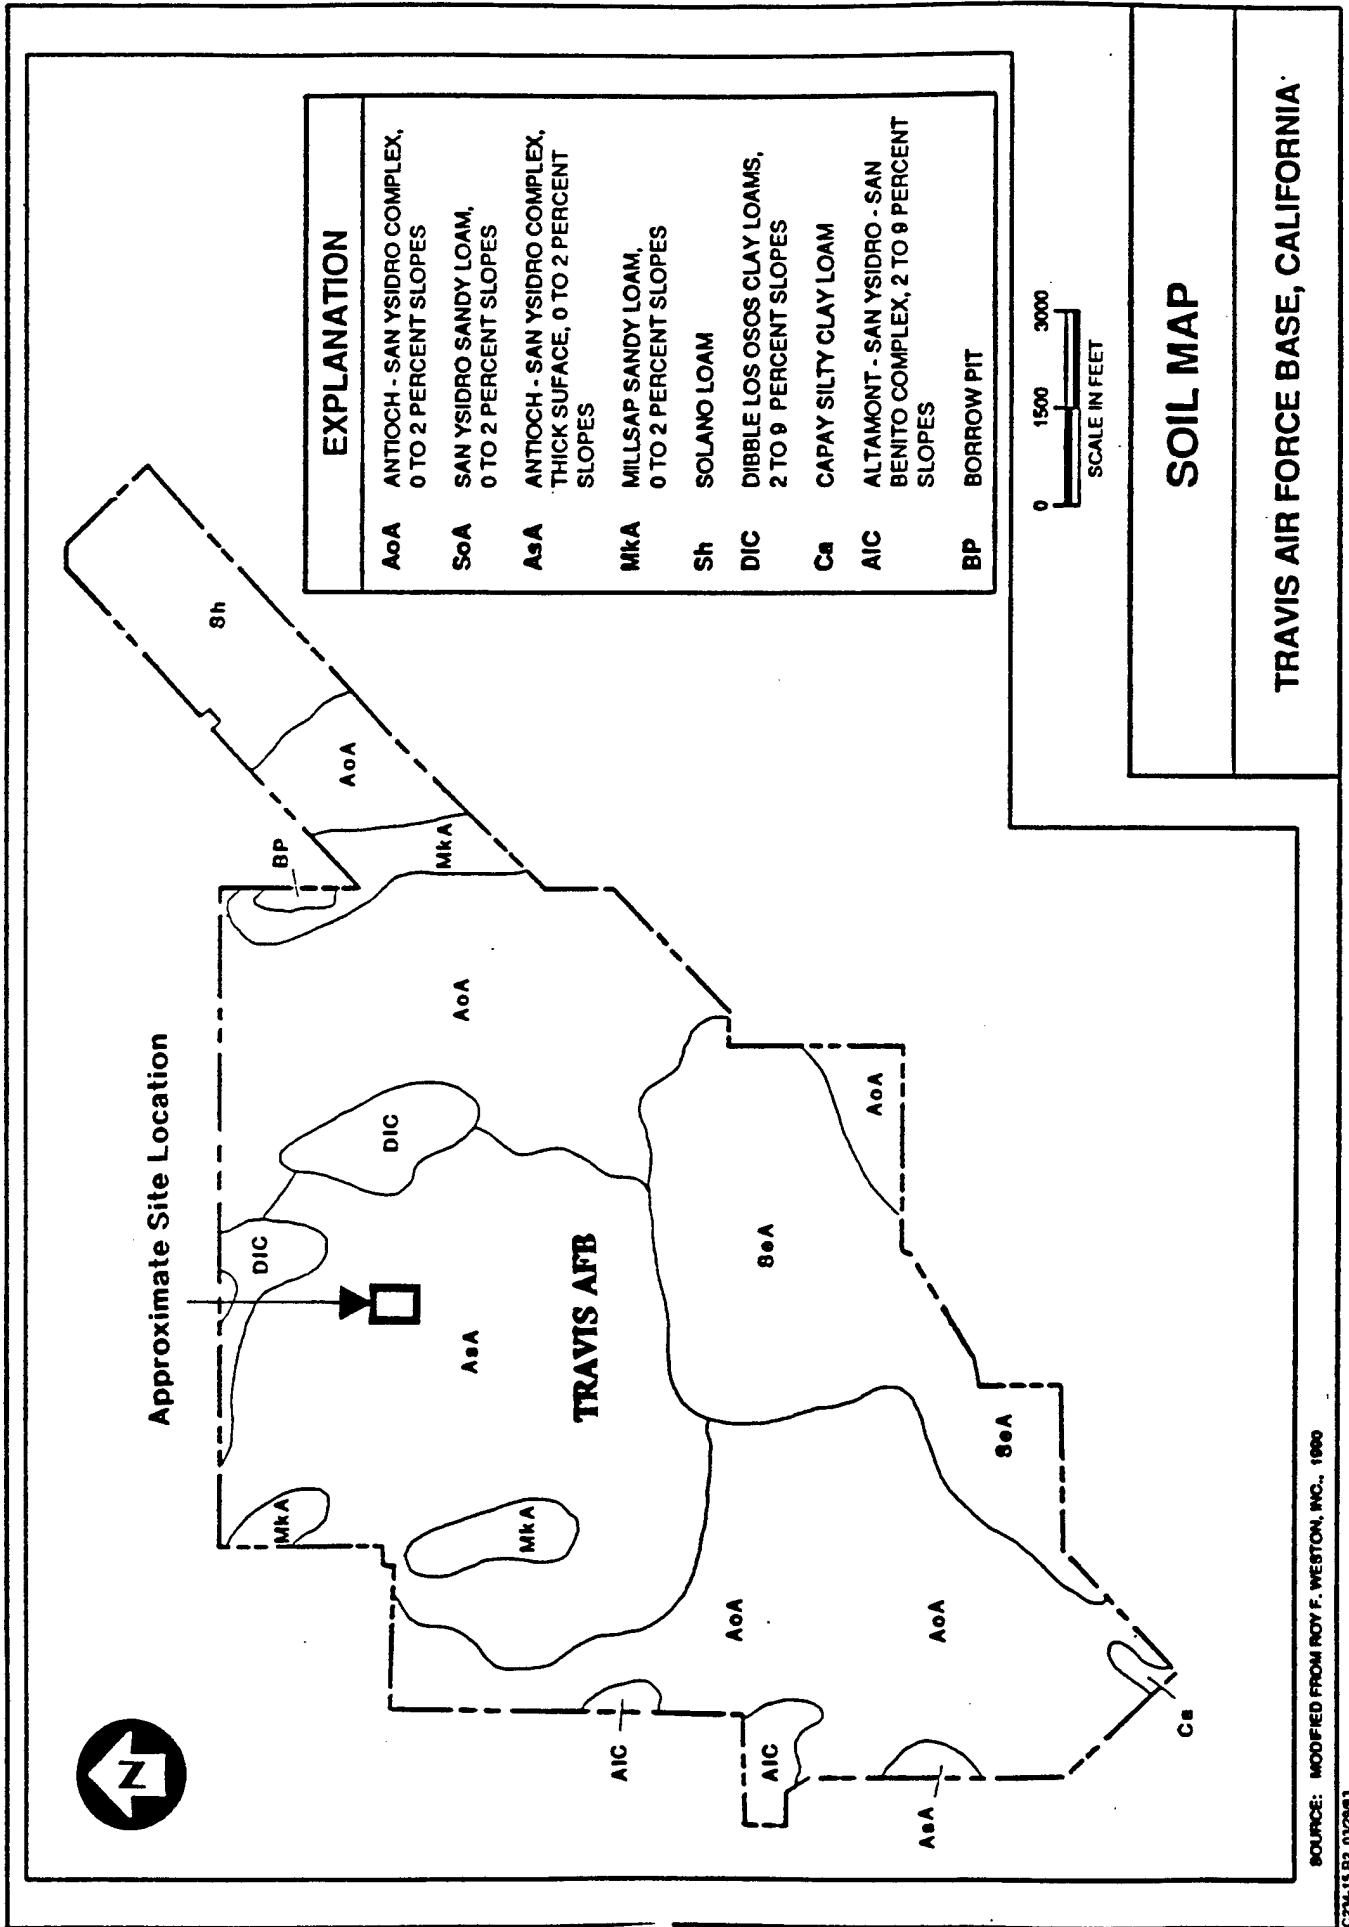 Approximate Site Location
N
Sh
AoA
BP
MkA
AoA
DIC
DIC
AsA
TRAVIS AFB
MkA
MkA
SoA
AoA
SoA
AoA
AoA
AIC
AIC
AsA
Ca
EXPLANATION
AoA ANTIOCH - SAN YSIDRO COMPLEX,
0 TO 2 PERCENT SLOPES
SoA SAN YSIDRO SANDY LOAM,
0 TO 2 PERCENT SLOPES
AsA ANTIOCH - SAN YSIDRO COMPLEX,
THICK SUFACE, 0 TO 2 PERCENT
SLOPES
MkA MILLSAP SANDY LOAM,
0 TO 2 PERCENT SLOPES
Sh SOLANO LOAM
DIC DIBBLE LOS OSOS CLAY LOAMS,
2 TO 9 PERCENT SLOPES
Ca CAPAY SILTY CLAY LOAM
AIC ALTAMONT - SAN YSIDRO - SAN
BENITO COMPLEX, 2 TO 9 PERCENT
SLOPES
BP BORROW PIT
0 1500 3000
SCALE IN FEET
SOIL MAP
TRAVIS AIR FORCE BASE, CALIFORNIA
SOURCE: MODIFIED FROM ROY F. WESTON, INC., 1990